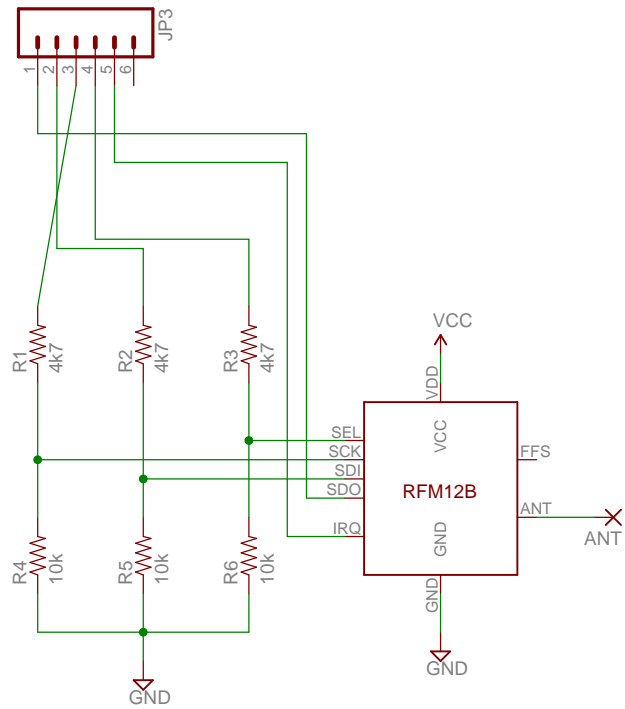 JP3
1 2 3 4 5 6
R1 4k7
R2 4k7
R3 4k7
VCC
VDD
VCC
SEL
SCK
SDI
SDO
IRQ
RFM12B
FFS
ANT
ANT
GND
GND
GND
R4 10k
R5 10k
R6 10k
GND